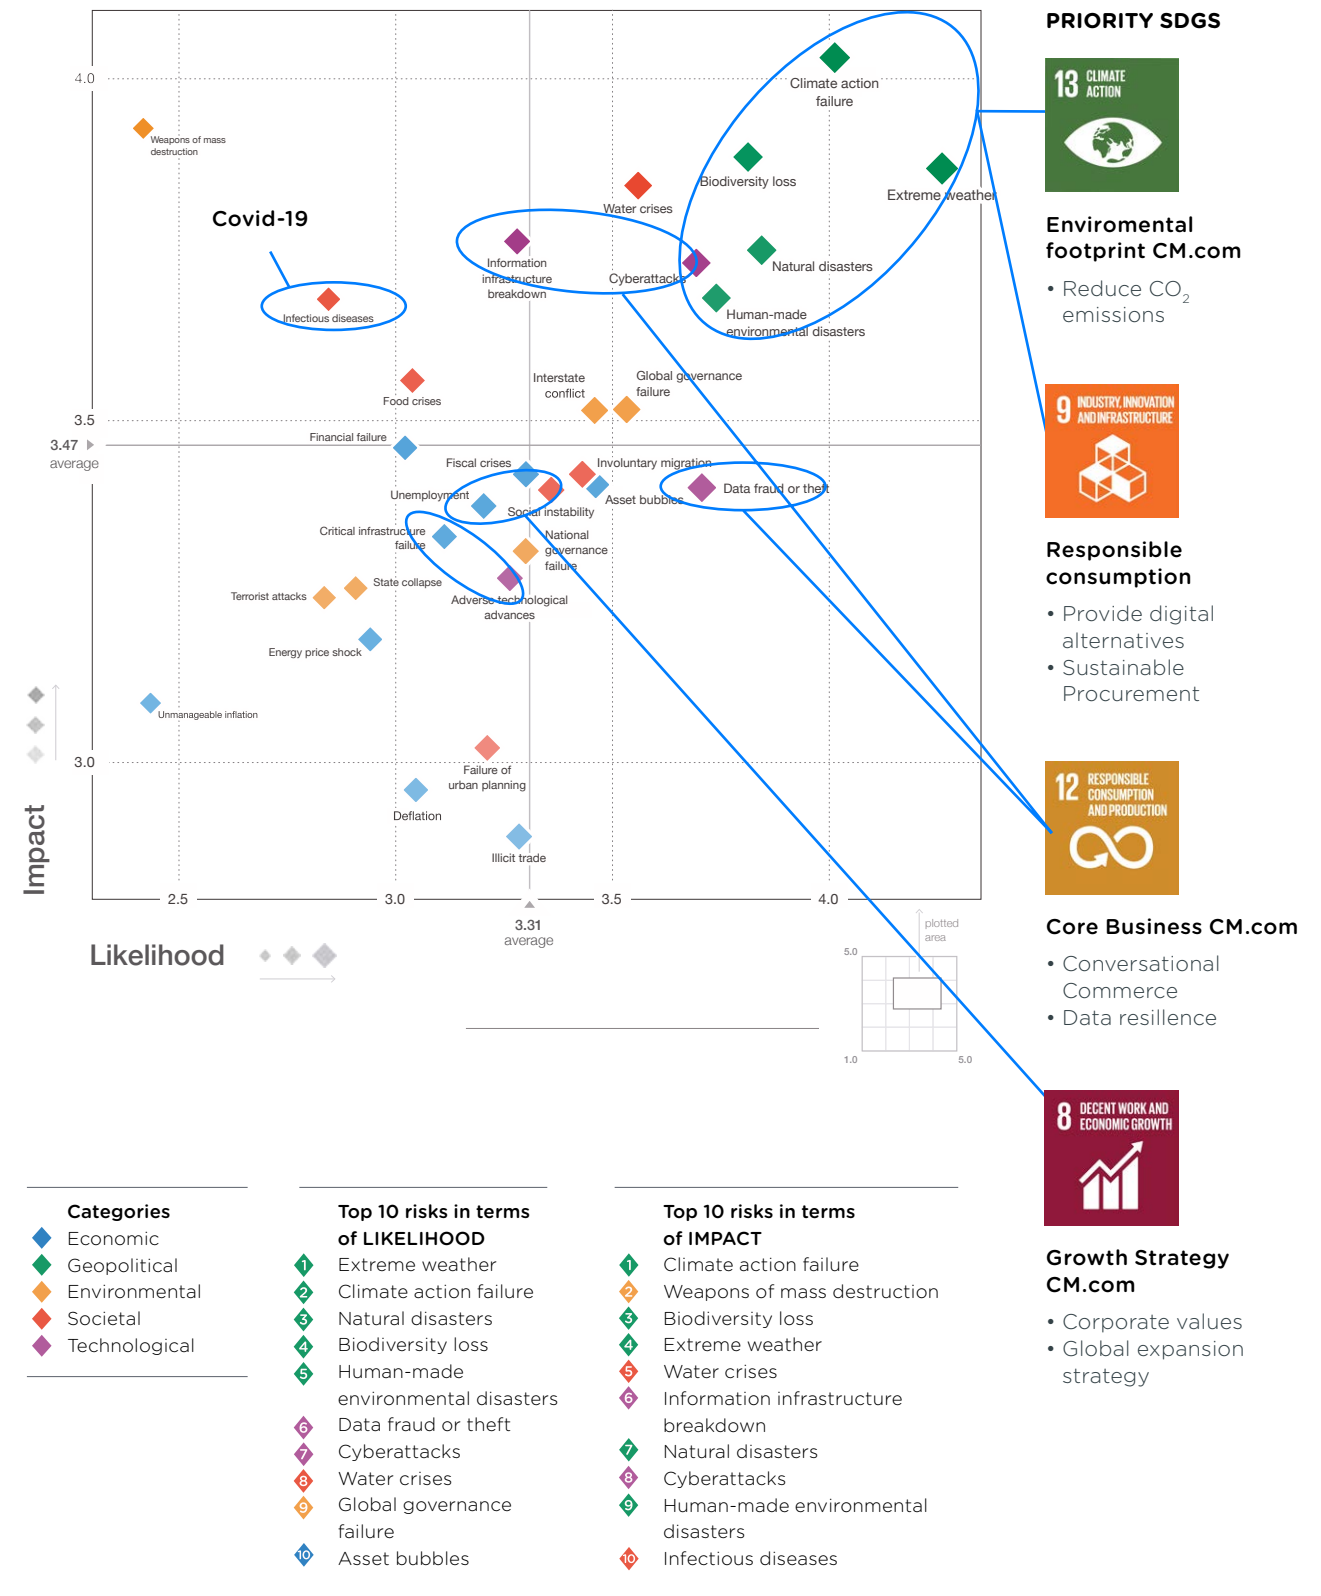 4.0
3.5
3.47
average
3.0
Impact
Climate action
failure
Weapons of mass
destruction
Biodiversity loss
Extreme weather
Water crises
Covid-19
Information
infrastructure
breakdown
Cyberattacks
Natural disasters
Infectious diseases
Human-made
environmental disasters
Interstate
conflict
Global governance
failure
Food crises
Financial failure
Fiscal crises
Involuntary migration
Unemployment
Asset bubbles
Data fraud or theft
Social instability
Critical infrastructure
failure
National
governance
failure
State collapse
Terrorist attacks
Adverse technological
advances
Energy price shock
Unmanageable inflation
Failure of
urban planning
Deflation
Illicit trade
2.5
3.0
3.5
4.0
3.31
average
Likelihood
plotted
area
5.0
1.0
5.0
PRIORITY SDGS
13 CLIMATE
ACTION
Enviromental
footprint CM.com
• Reduce CO2
emissions
9 INDUSTRY, INNOVATION
AND INFRASTRUCTURE
Responsible
consumption
• Provide digital
alternatives
• Sustainable
Procurement
12 RESPONSIBLE
CONSUMPTION
AND PRODUCTION
Core Business CM.com
• Conversational
Commerce
• Data resillence
8 DECENT WORK AND
ECONOMIC GROWTH
Growth Strategy
CM.com
• Corporate values
• Global expansion
strategy
Categories
Economic
Geopolitical
Environmental
Societal
Technological
Top 10 risks in terms
of LIKELIHOOD
1 Extreme weather
2 Climate action failure
3 Natural disasters
4 Biodiversity loss
5 Human-made
environmental disasters
6 Data fraud or theft
7 Cyberattacks
8 Water crises
9 Global governance
failure
10 Asset bubbles
Top 10 risks in terms
of IMPACT
1 Climate action failure
2 Weapons of mass destruction
3 Biodiversity loss
4 Extreme weather
5 Water crises
6 Information infrastructure
breakdown
7 Natural disasters
8 Cyberattacks
9 Human-made environmental
disasters
10 Infectious diseases